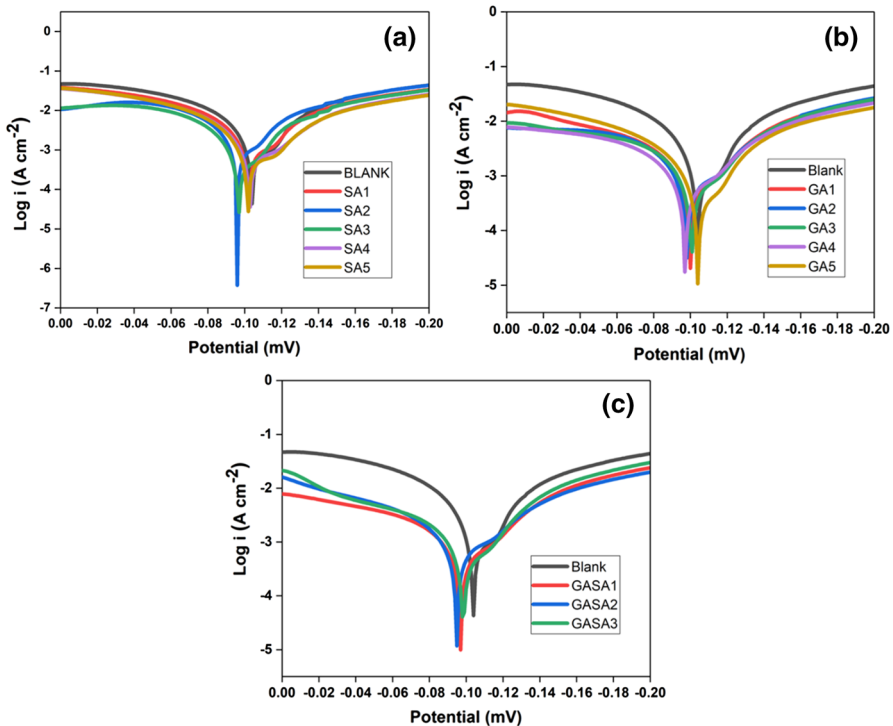 (a)
0
-1
-2
-3
-4
-5
-6
-7
Log i (A cm-2)
BLANK
SA1
SA2
SA3
SA4
SA5
0.00 -0.02 -0.04 -0.06 -0.08 -0.10 -0.12 -0.14 -0.16 -0.18 -0.20
Potential (mV)
(b)
0
-1
-2
-3
-4
-5
Log i (A cm-2)
Blank
GA1
GA2
GA3
GA4
GA5
0.00 -0.02 -0.04 -0.06 -0.08 -0.10 -0.12 -0.14 -0.16 -0.18 -0.20
Potential (mV)
(c)
0
-1
-2
-3
-4
-5
Log i (A cm-2)
Blank
GASA1
GASA2
GASA3
0.00 -0.02 -0.04 -0.06 -0.08 -0.10 -0.12 -0.14 -0.16 -0.18 -0.20
Potential (mV)